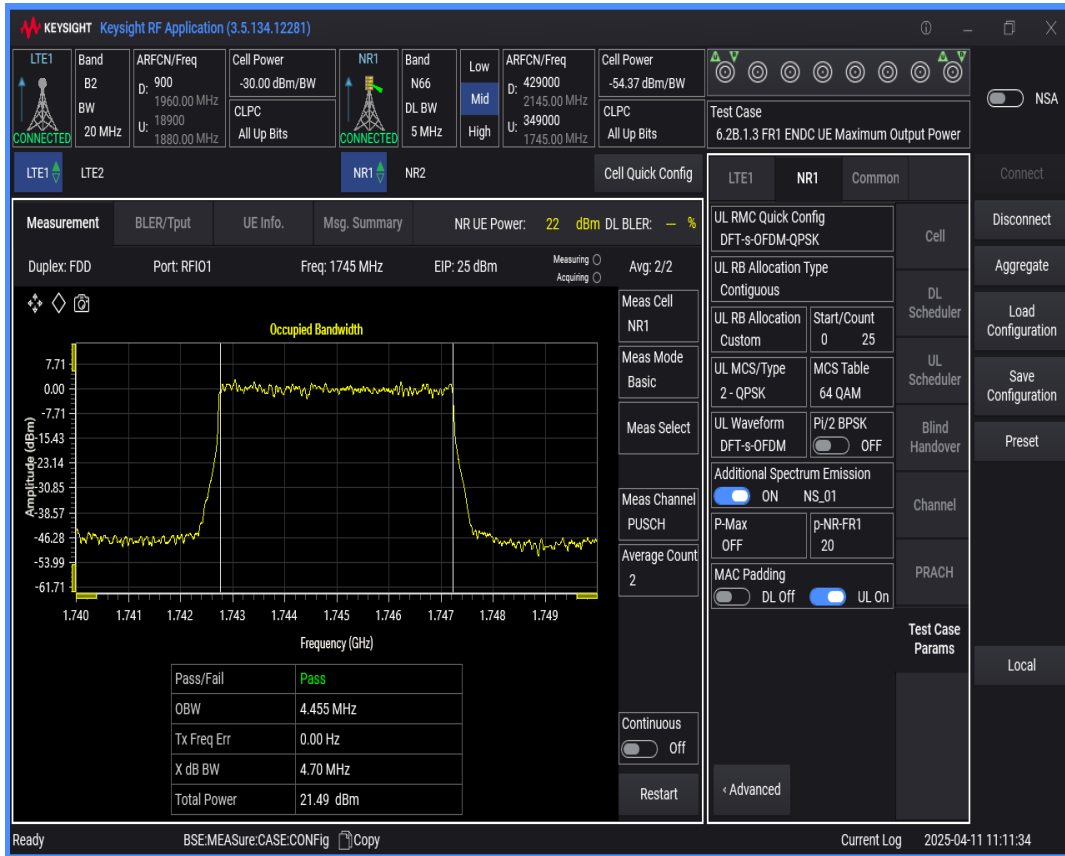 KEYSIGHT Keysight RF Application (3.5.134.12281)
LTE1 Band ARFCN/Freq Cell Power NR1 Band Low ARFCN/Freq Cell Power
B2 D: 900 -30.00 dBm/BW N66 D: 429000 -54.37 dBm/BW
BW 1960.00 MHz CLPC DL BW Mid 2145.00 MHz CLPC
20 MHz U: 18900 All Up Bits 5 MHz High U: 349000 All Up Bits
CONNECTED 1880.00 MHz CONNECTED 1745.00 MHz
Test Case
6.2B.1.3 FR1 ENDC UE Maximum Output Power
NSA
LTE1 LTE2 NR1 NR2 Cell Quick Config
Measurement BLER/Tput UE Info. Msg. Summary NR UE Power: 22 dBm DL BLER: --- %
Duplex: FDD Port: RFIO1 Freq: 1745 MHz EIP: 25 dBm Measuring Acquiring Avg: 2/2
Occupied Bandwidth
7.71
0.00
-7.71
-15.43
-23.14
-30.85
-38.57
-46.28
-53.99
-61.71
Amplitude (dBm)
1.740 1.741 1.742 1.743 1.744 1.745 1.746 1.747 1.748 1.749
Frequency (GHz)
Pass/Fail Pass
OBW 4.455 MHz
Tx Freq Err 0.00 Hz
X dB BW 4.70 MHz
Total Power 21.49 dBm
Meas Cell
NR1
Meas Mode
Basic
Meas Select
Meas Channel
PUSCH
Average Count
2
Continuous
Off
Restart
LTE1 NR1 Common
UL RMC Quick Config
DFT-s-OFDM-QPSK
UL RB Allocation Type
Contiguous
UL RB Allocation Start/Count
Custom 0 25
UL MCS/Type MCS Table
2 - QPSK 64 QAM
UL Waveform Pi/2 BPSK
DFT-s-OFDM OFF
Additional Spectrum Emission
ON NS_01
P-Max p-NR-FR1
OFF 20
MAC Padding
DL Off UL On
‹ Advanced
Cell
DL
Scheduler
UL
Scheduler
Blind
Handover
Channel
PRACH
Test Case
Params
Connect
Disconnect
Aggregate
Load
Configuration
Save
Configuration
Preset
Local
Ready BSE:MEASure:CASE:CONFig Copy Current Log 2025-04-11 11:11:34